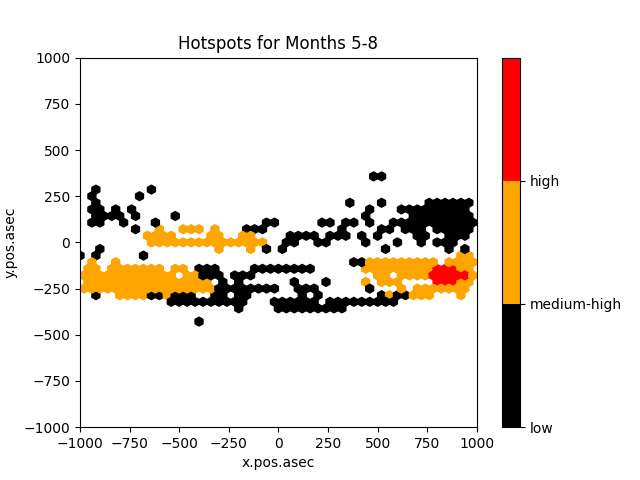 Hotspots for Months 5-8
1000
750
500
250
0
−250
−500
−750
−1000
y.pos.asec
−1000 −750 −500 −250 0 250 500 750 1000
x.pos.asec
high
medium-high
low